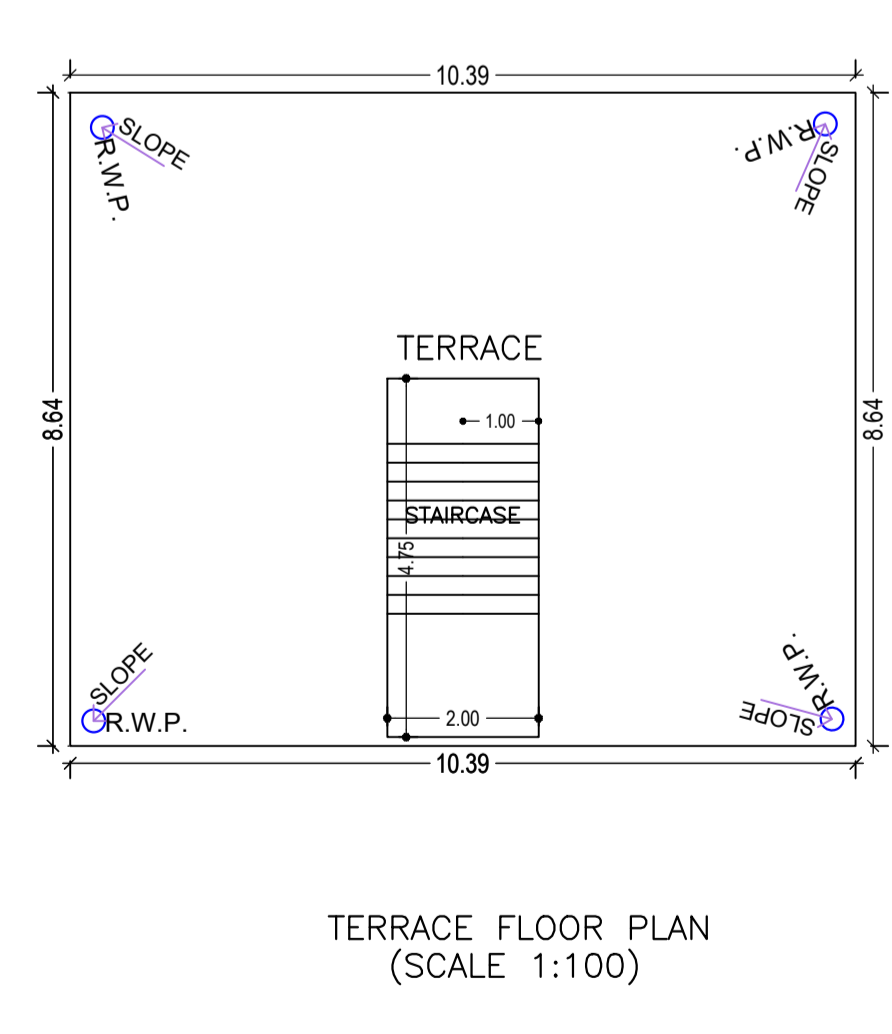 10.39
SLOPE
R.W.P.
R.W.P.
SLOPE
TERRACE
8.64
8.64
1.00
STAIRCASE
4.75
SLOPE
R.W.P.
R.W.P.
SLOPE
2.00
10.39
TERRACE FLOOR PLAN
(SCALE 1:100)